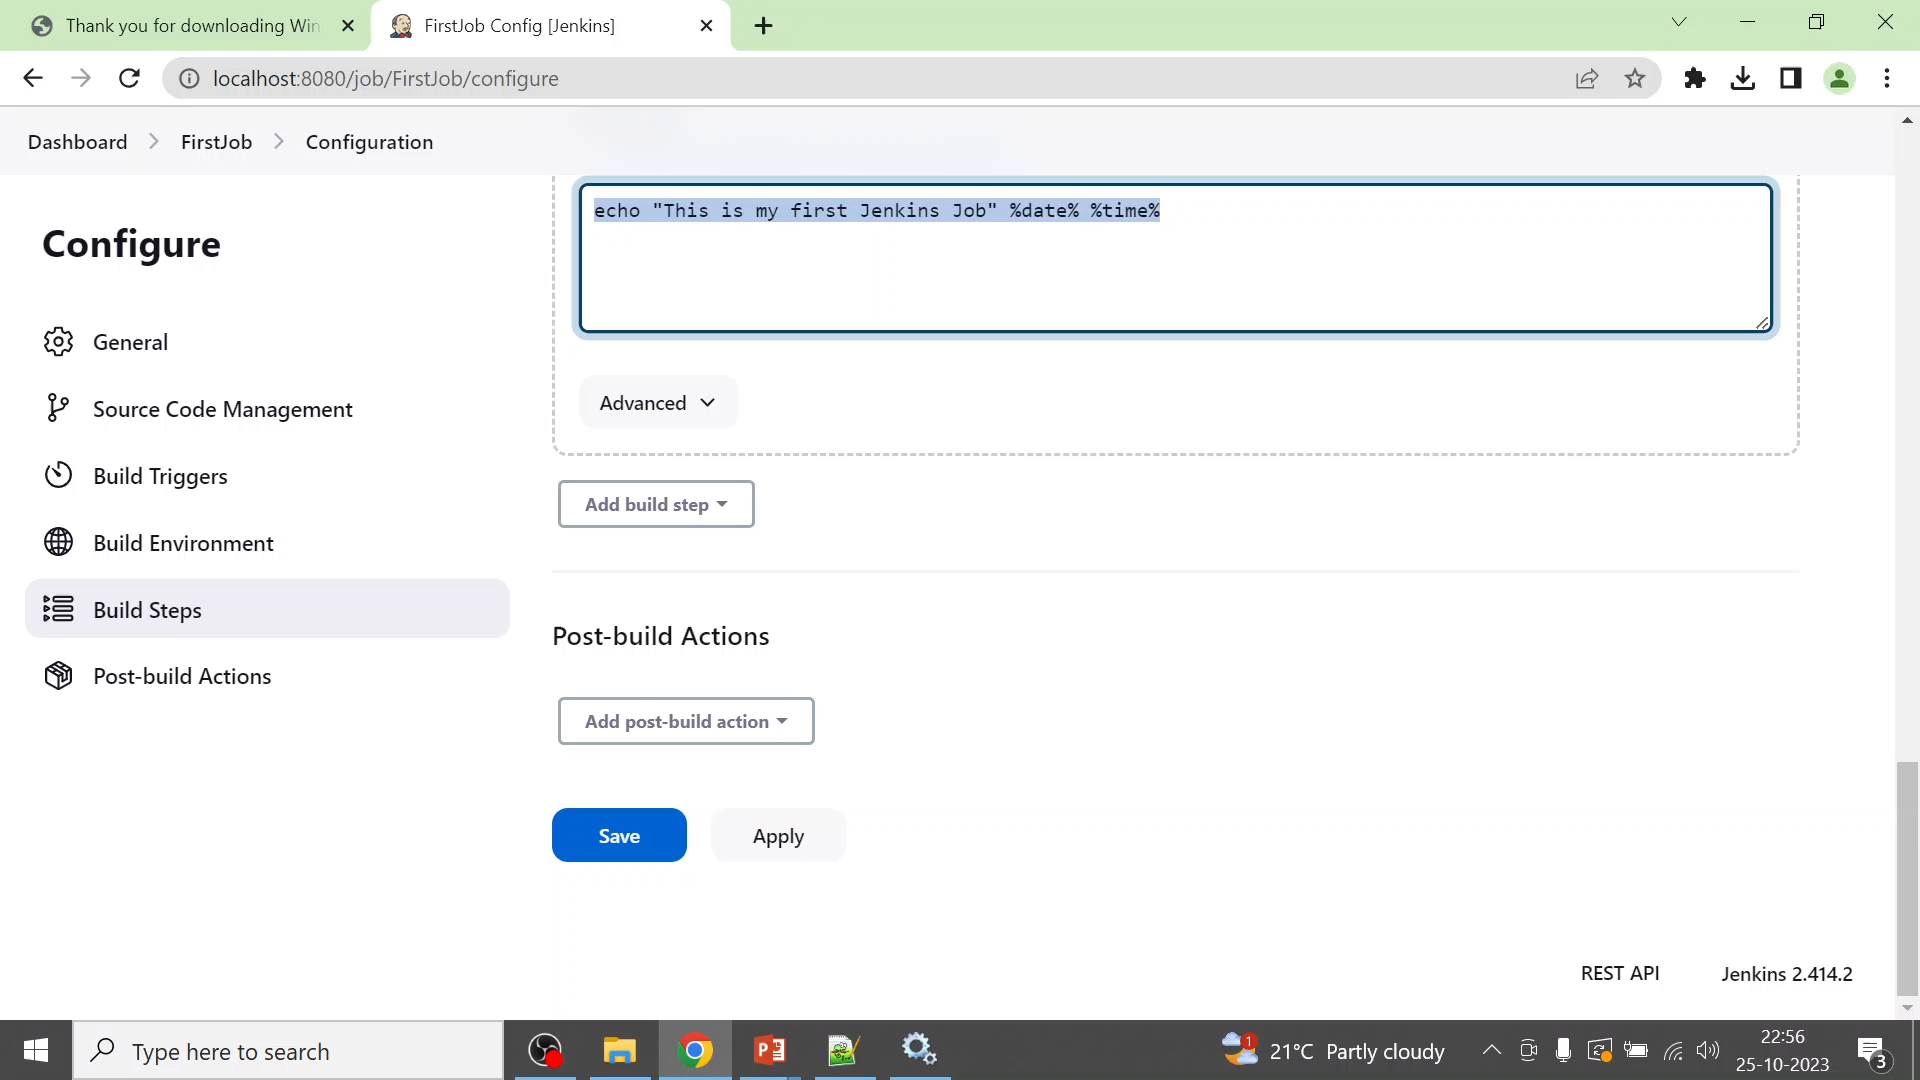 Thank you for downloading Win
FirstJob Config [Jenkins]
localhost:8080/job/FirstJob/configure
Dashboard
FirstJob
Configuration
Configure
General
Source Code Management
Build Triggers
Build Environment
Build Steps
Post-build Actions
echo "This is my first Jenkins Job" %date% %time%
Advanced
Add build step
Post-build Actions
Add post-build action
Save
Apply
REST API
Jenkins 2.414.2
Type here to search
1
21°C Partly cloudy
22:56
25-10-2023
3